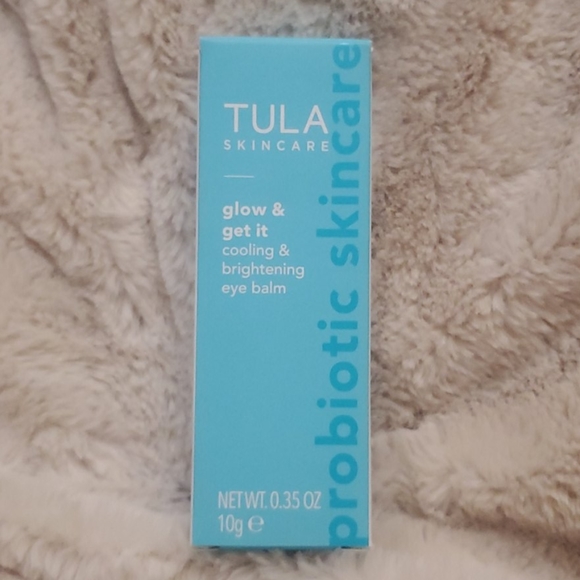 TULA
SKINCARE
glow &
get it
cooling &
brightening
eye balm
NET WT. 0.35 OZ
10g ℮
probiotic skincare